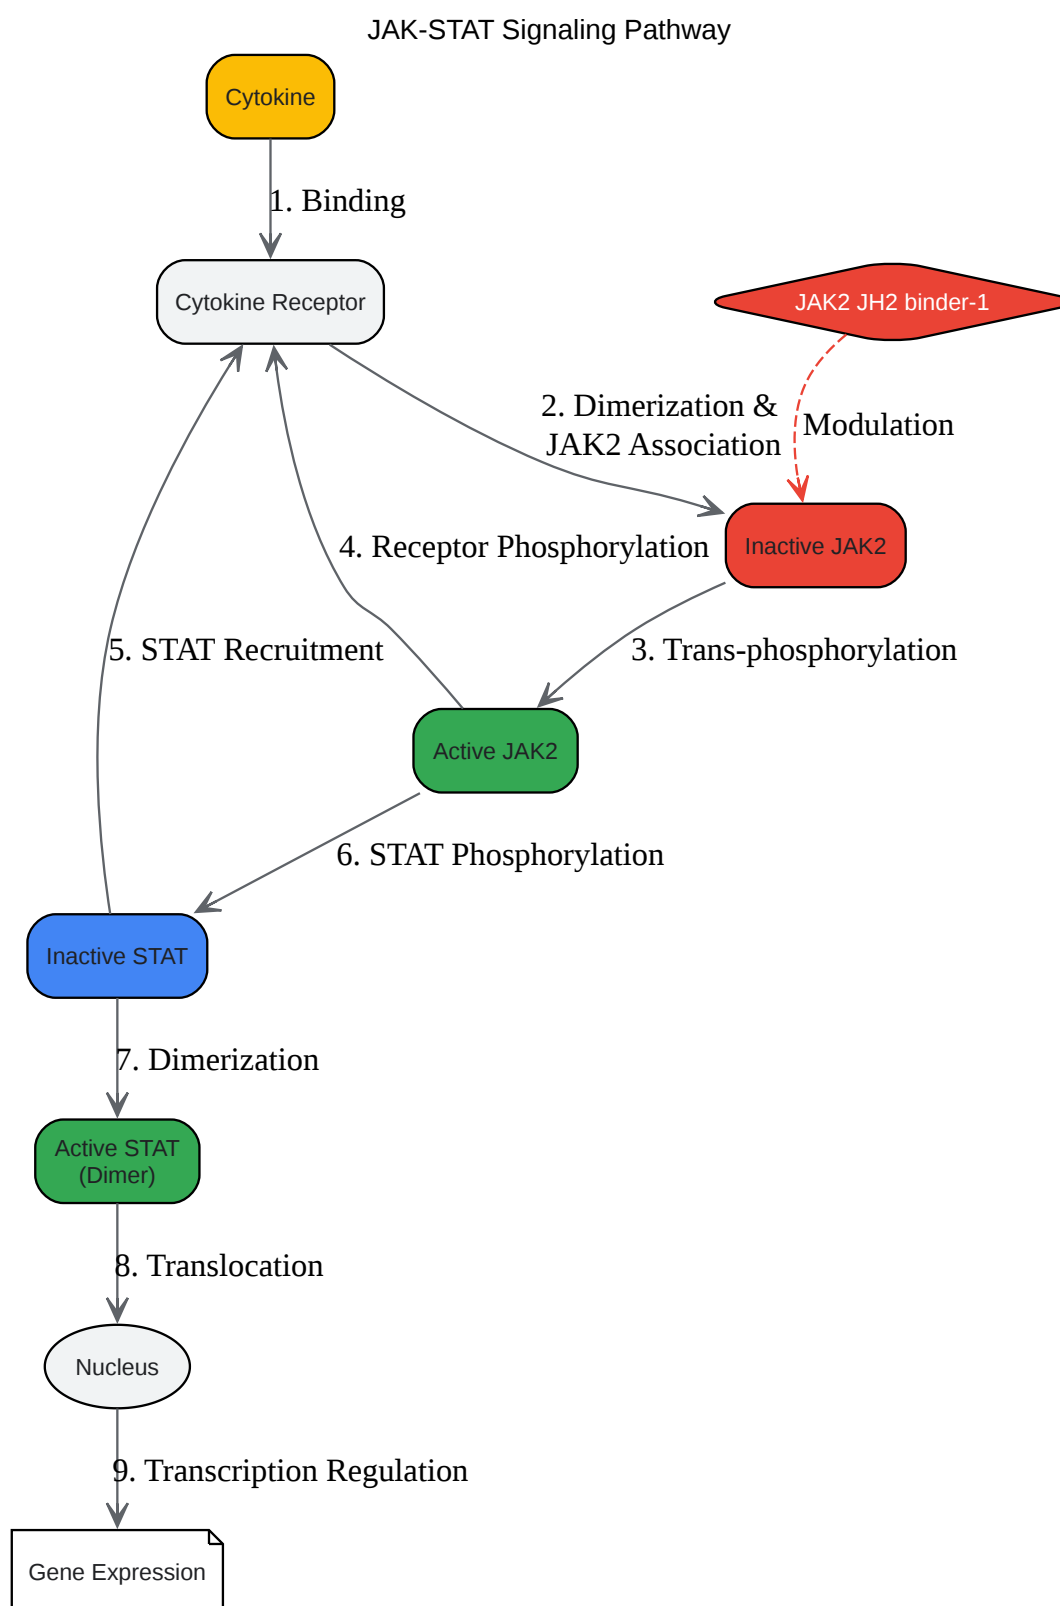 JAK-STAT Signaling Pathway
Cytokine
1. Binding
Cytokine Receptor
JAK2 JH2 binder-1
2. Dimerization &
JAK2 Association
Modulation
4. Receptor Phosphorylation
Inactive JAK2
5. STAT Recruitment
3. Trans-phosphorylation
Active JAK2
6. STAT Phosphorylation
Inactive STAT
7. Dimerization
Active STAT
(Dimer)
8. Translocation
Nucleus
9. Transcription Regulation
Gene Expression